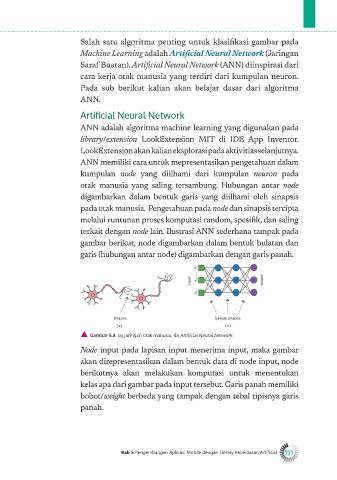 Salah satu algoritma penting untuk klasifikasi gambar pada
Machine Learning adalah Artificial Neural Network (Jaringan
Saraf Buatan). Artificial Neural Network (ANN) diinspirasi dari
cara kerja otak manusia yang terdiri dari kumpulan neuron.
Pada sub berikut kalian akan belajar dasar dari algoritma
ANN.
Artificial Neural Network
ANN adalah algoritma machine learning yang digunakan pada
library/extension LookExtension MIT di IDE App Inventor.
LookExtension akan kalian eksplorasi pada aktivitias selanjutnya.
ANN memiliki cara untuk mepresentasikan pengetahuan dalam
kumpulan node yang diilhami dari kumpulan neuron pada
otak manusia yang saling tersambung. Hubungan antar node
digambarkan dalam bentuk garis yang diilhami oleh sinapsis
pada otak manusia. Pengetahuan pada node dan sinapsis tercipta
melalui runtunan proses komputasi random, spesifik, dan saling
terkait dengan node lain. Ilustrasi ANN sederhana tampak pada
gambar berikut, node digambarkan dalam bentuk bulatan dan
garis (hubungan antar node) digambarkan dengan garis panah.
sinapsis
banyak sinapsis
(a)
(b)
Gambar 5.8. (a) Jaringan otak manusia, (b) Artificial Neural Network
Node input pada lapisan input menerima input, maka gambar
akan direpresentasikan dalam bentuk data di node input, node
berikutnya akan melakukan komputasi untuk menentukan
kelas apa dari gambar pada input tersebut. Garis panah memiliki
bobot/weight berbeda yang tampak dengan tebal tipisnya garis
panah.
Bab 5 Pengembangan Aplikasi Mobile dengan Library Kecerdasan Artificial